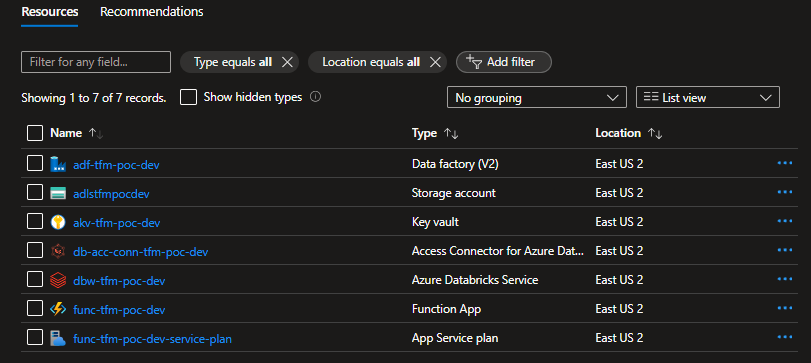 Resources Recommendations
Filter for any field... Type equals all Location equals all Add filter
Showing 1 to 7 of 7 records. Show hidden types No grouping List view
Name Type Location
adf-tfm-poc-dev Data factory (V2) East US 2
adlstfmpocdev Storage account East US 2
akv-tfm-poc-dev Key vault East US 2
db-acc-conn-tfm-poc-dev Access Connector for Azure Dat... East US 2
dbw-tfm-poc-dev Azure Databricks Service East US 2
func-tfm-poc-dev Function App East US 2
func-tfm-poc-dev-service-plan App Service plan East US 2